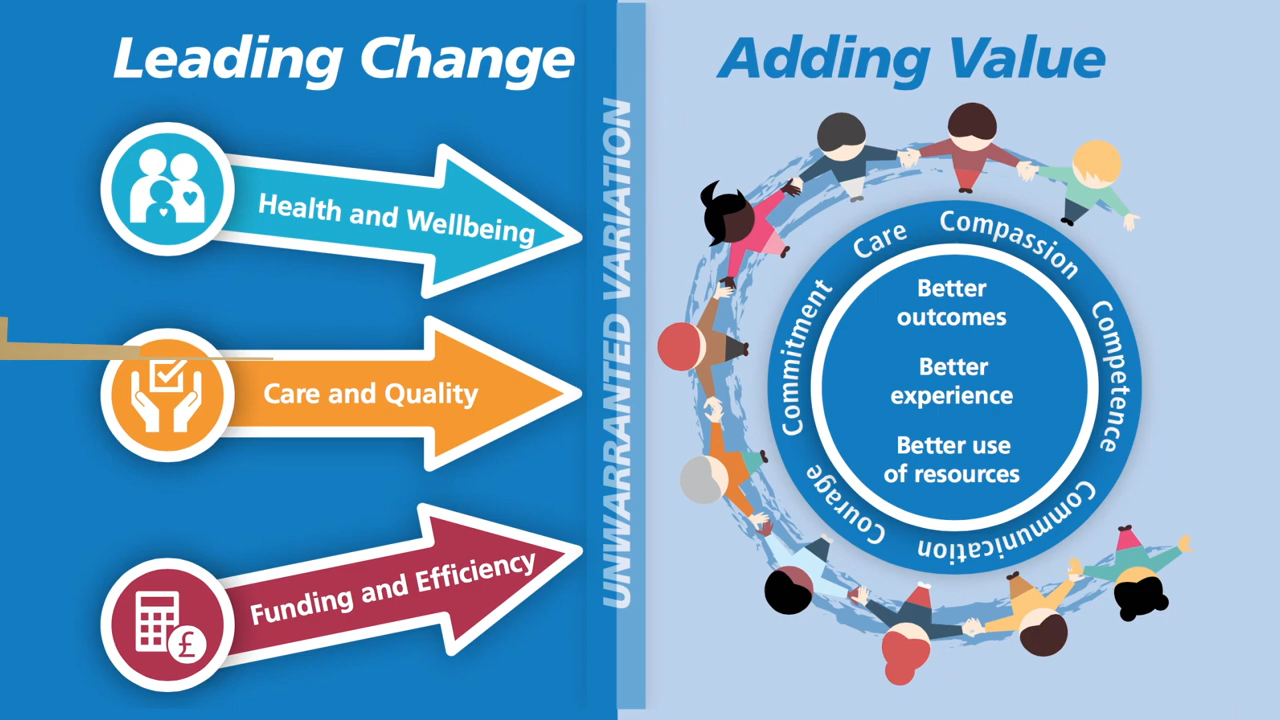 Leading Change
Adding Value
Health and Wellbeing
Care and Quality
Funding and Efficiency
£
UNWARRANTED VARIATION
Care
Compassion
Competence
Communication
Courage
Commitment
Better
outcomes
Better
experience
Better use
of resources